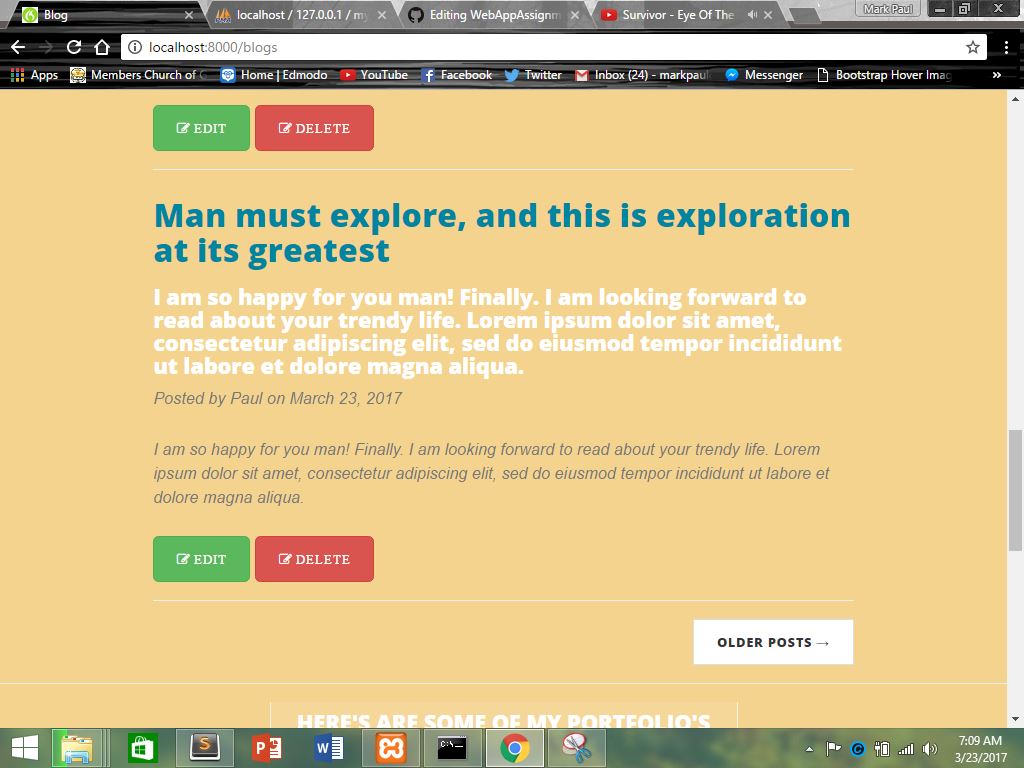 Blog
localhost / 127.0.0.1 / my
Editing WebAppAssignm
Survivor - Eye Of The
Mark Paul
localhost:8000/blogs
Apps
Members Church of G
Home | Edmodo
YouTube
Facebook
Twitter
Inbox (24) - markpaul
Messenger
Bootstrap Hover Imag
»
EDIT DELETE
Man must explore, and this is exploration
at its greatest
I am so happy for you man! Finally. I am looking forward to
read about your trendy life. Lorem ipsum dolor sit amet,
consectetur adipiscing elit, sed do eiusmod tempor incididunt
ut labore et dolore magna aliqua.
Posted by Paul on March 23, 2017
I am so happy for you man! Finally. I am looking forward to read about your trendy life. Lorem
ipsum dolor sit amet, consectetur adipiscing elit, sed do eiusmod tempor incididunt ut labore et
dolore magna aliqua.
EDIT DELETE
OLDER POSTS →
HERE'S ARE SOME OF MY PORTFOLIO'S
7:09 AM
3/23/2017